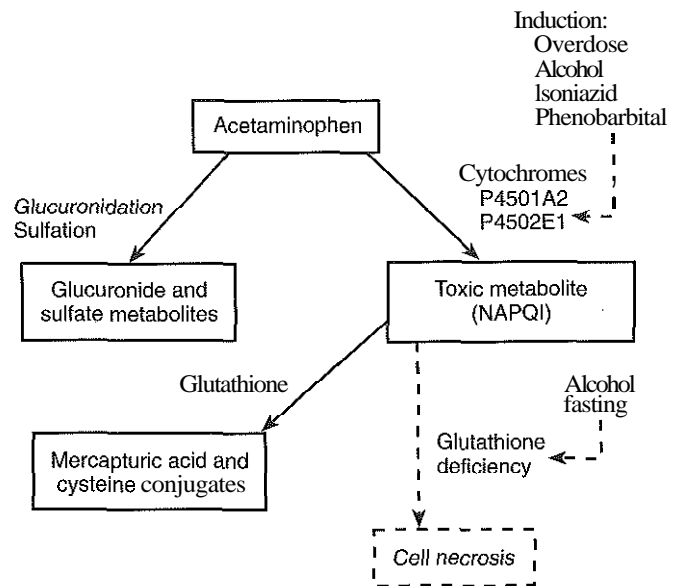 Induction:
Overdose
Alcohol
Isoniazid
Phenobarbital
Acetaminophen
Cytochromes
P4501A2
P4502E1
Glucuronidation
Sulfation
Glucuronide and
sulfate metabolites
Toxic metabolite
(NAPQI)
Glutathione
Alcohol
fasting
Mercapturic acid and
cysteine conjugates
Glutathione
deficiency
Cell necrosis